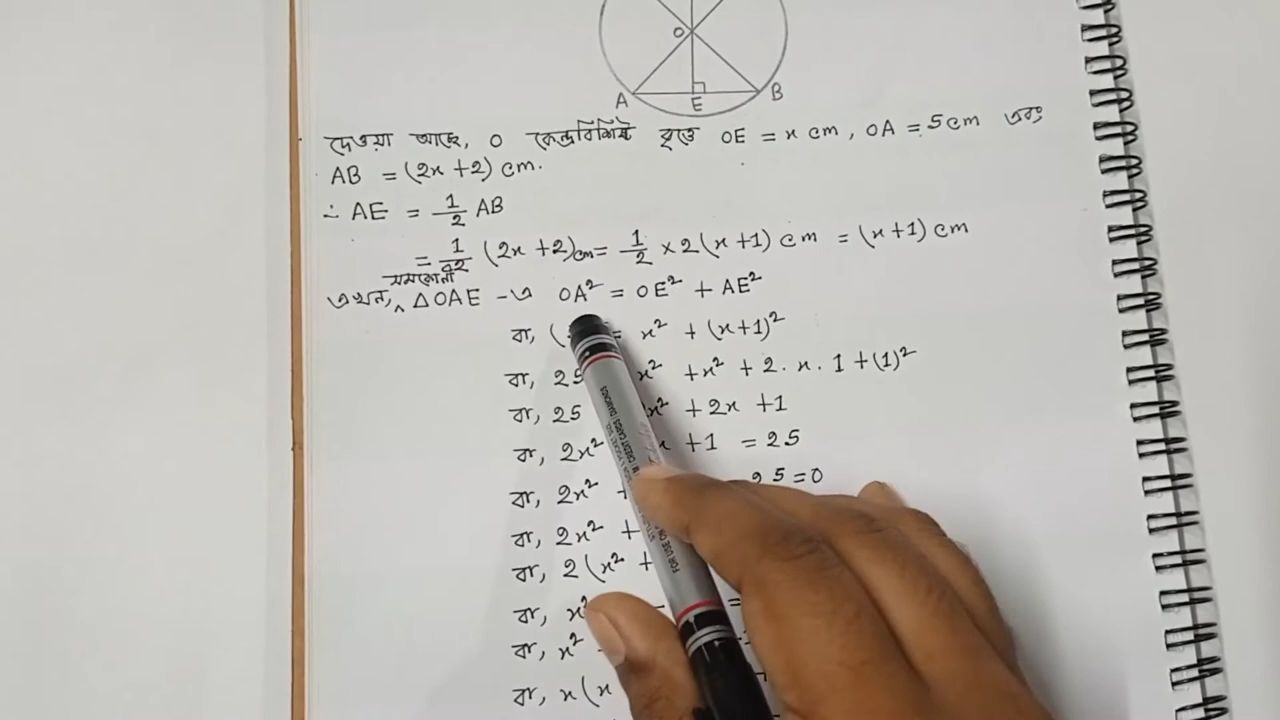 O
A
E
B
দেওয়া আছে, O কেন্দ্রবিশিষ্ট বৃত্তে OE = x cm, OA = 5cm এবং
AB = (2x+2) cm.
∴ AE = 1/2 AB
= 1/2 (2x+2)cm = 1/2 × 2(x+1) cm = (x+1) cm
সমকোণী
এখন, ^ ΔOAE -এ OA² = OE² + AE²
বা, ( = x² + (x+1)²
বা, 25 x² + x² + 2. x. 1 + (1)²
বা, 25 x² + 2x + 1
বা, 2x² + 1 = 25
বা, 2x² + 25 = 0
বা, 2x² +
বা, 2(x² +
বা, x² =
বা, x²
বা, x(x